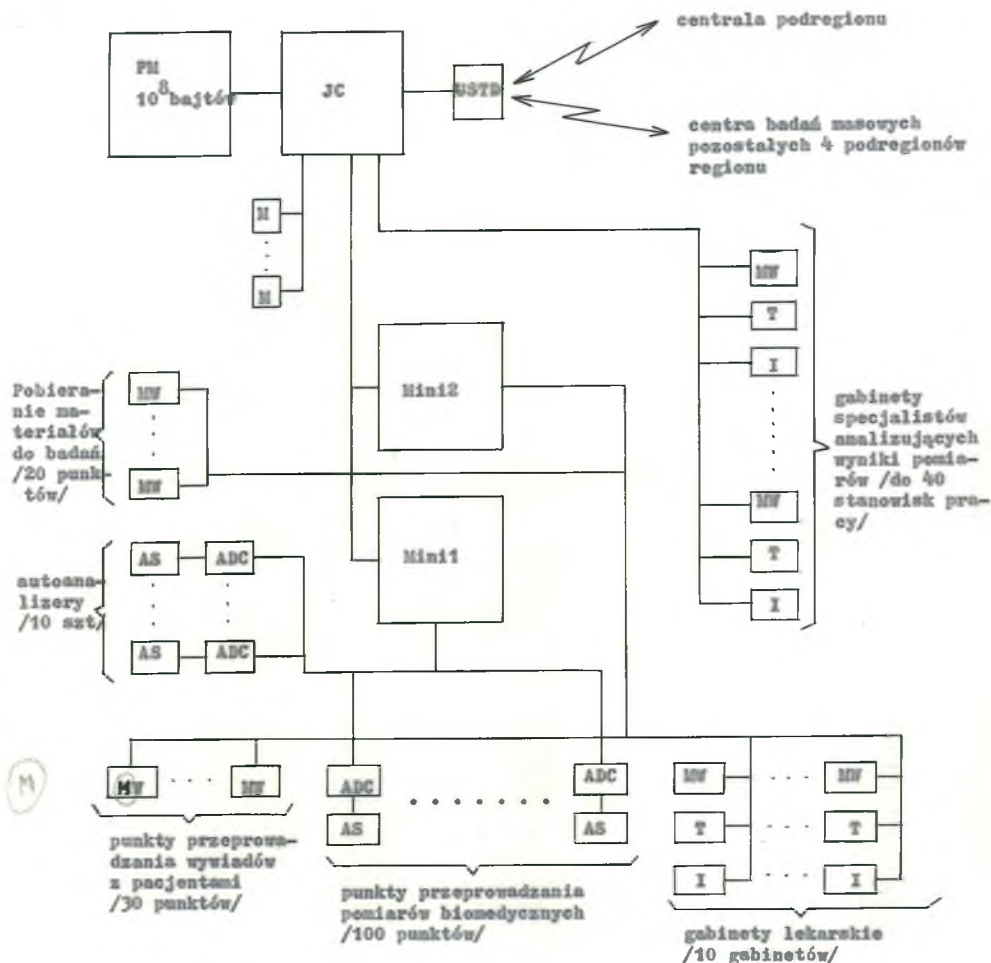 centrala podregionu
PM
10^8 bajtów
JC
USTD
centra badań masowych
pozostałych 4 podregionów
regionu
M
M
MW
T
I
MW
T
I
gabinety
specjalistów
analizujących
wyniki pomia-
rów /do 40
stanowisk pra-
cy/
Mini2
Pobiera-
nie ma-
teriałów
do badań
/20 punk-
tów/
MW
MW
Mini1
autoana-
lizery
/10 szt/
AS ADC
AS ADC
M
MW MW
punkty przeprowa-
dzania wywiadów
z pacjentami
/30 punktów/
ADC ADC
AS AS
punkty przeprowadzania
pomiarów biomedycznych
/100 punktów/
MW MW
T T
I I
gabinety lekarskie
/10 gabinetów/